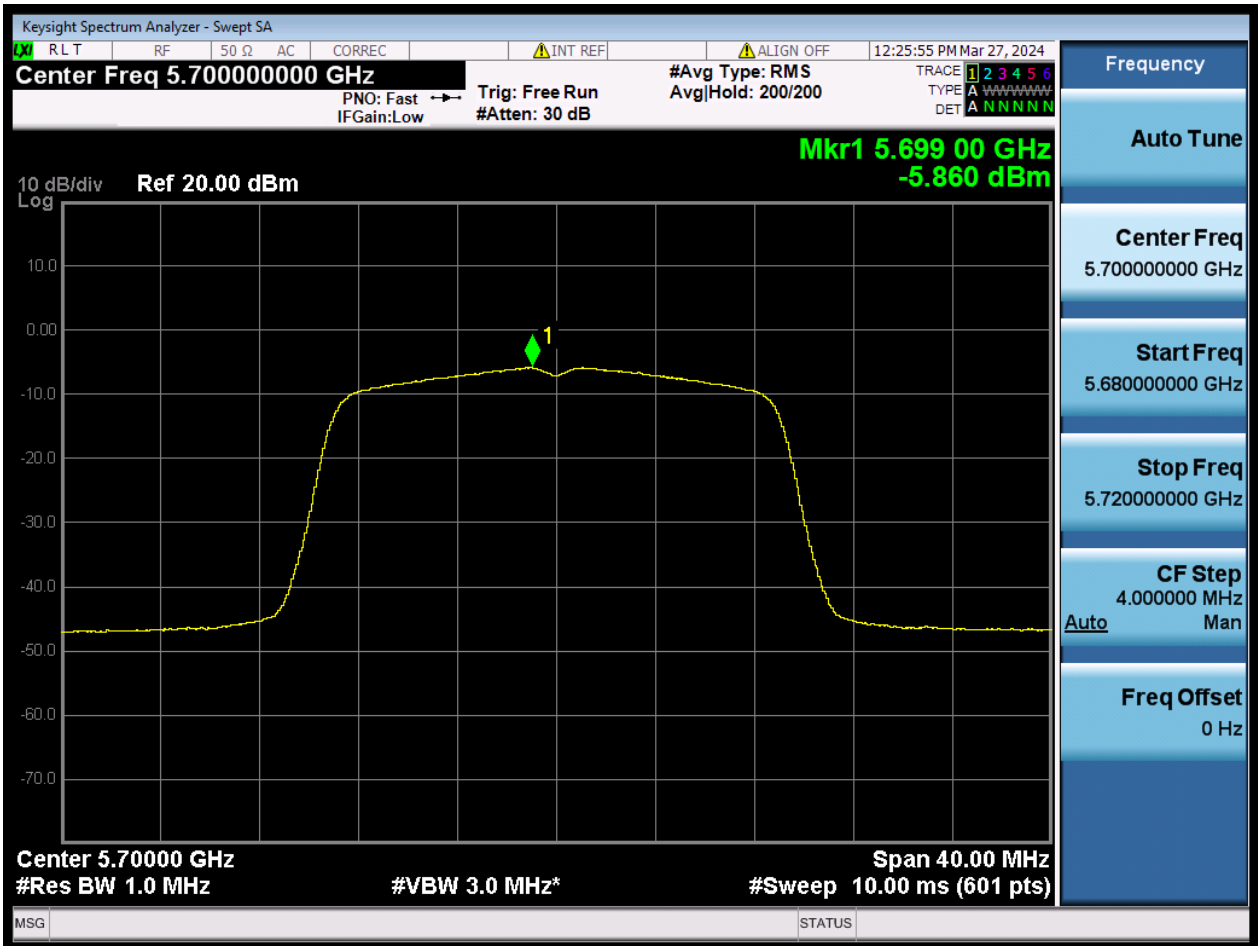 Keysight Spectrum Analyzer - Swept SA
LXI RLT RF 50 Ω AC CORREC INT REF ALIGN OFF 12:25:55 PM Mar 27, 2024
Center Freq 5.700000000 GHz
PNO: Fast
IFGain:Low
Trig: Free Run
#Atten: 30 dB
#Avg Type: RMS
Avg|Hold: 200/200
TRACE 1 2 3 4 5 6
TYPE A WWWWW
DET A N N N N N
Mkr1 5.699 00 GHz
-5.860 dBm
10 dB/div Ref 20.00 dBm
Log
10.0
0.00
-10.0
-20.0
-30.0
-40.0
-50.0
-60.0
-70.0
1
Center 5.70000 GHz Span 40.00 MHz
#Res BW 1.0 MHz #VBW 3.0 MHz* #Sweep 10.00 ms (601 pts)
MSG STATUS
Frequency
Auto Tune
Center Freq
5.700000000 GHz
Start Freq
5.680000000 GHz
Stop Freq
5.720000000 GHz
CF Step
4.000000 MHz
Auto Man
Freq Offset
0 Hz